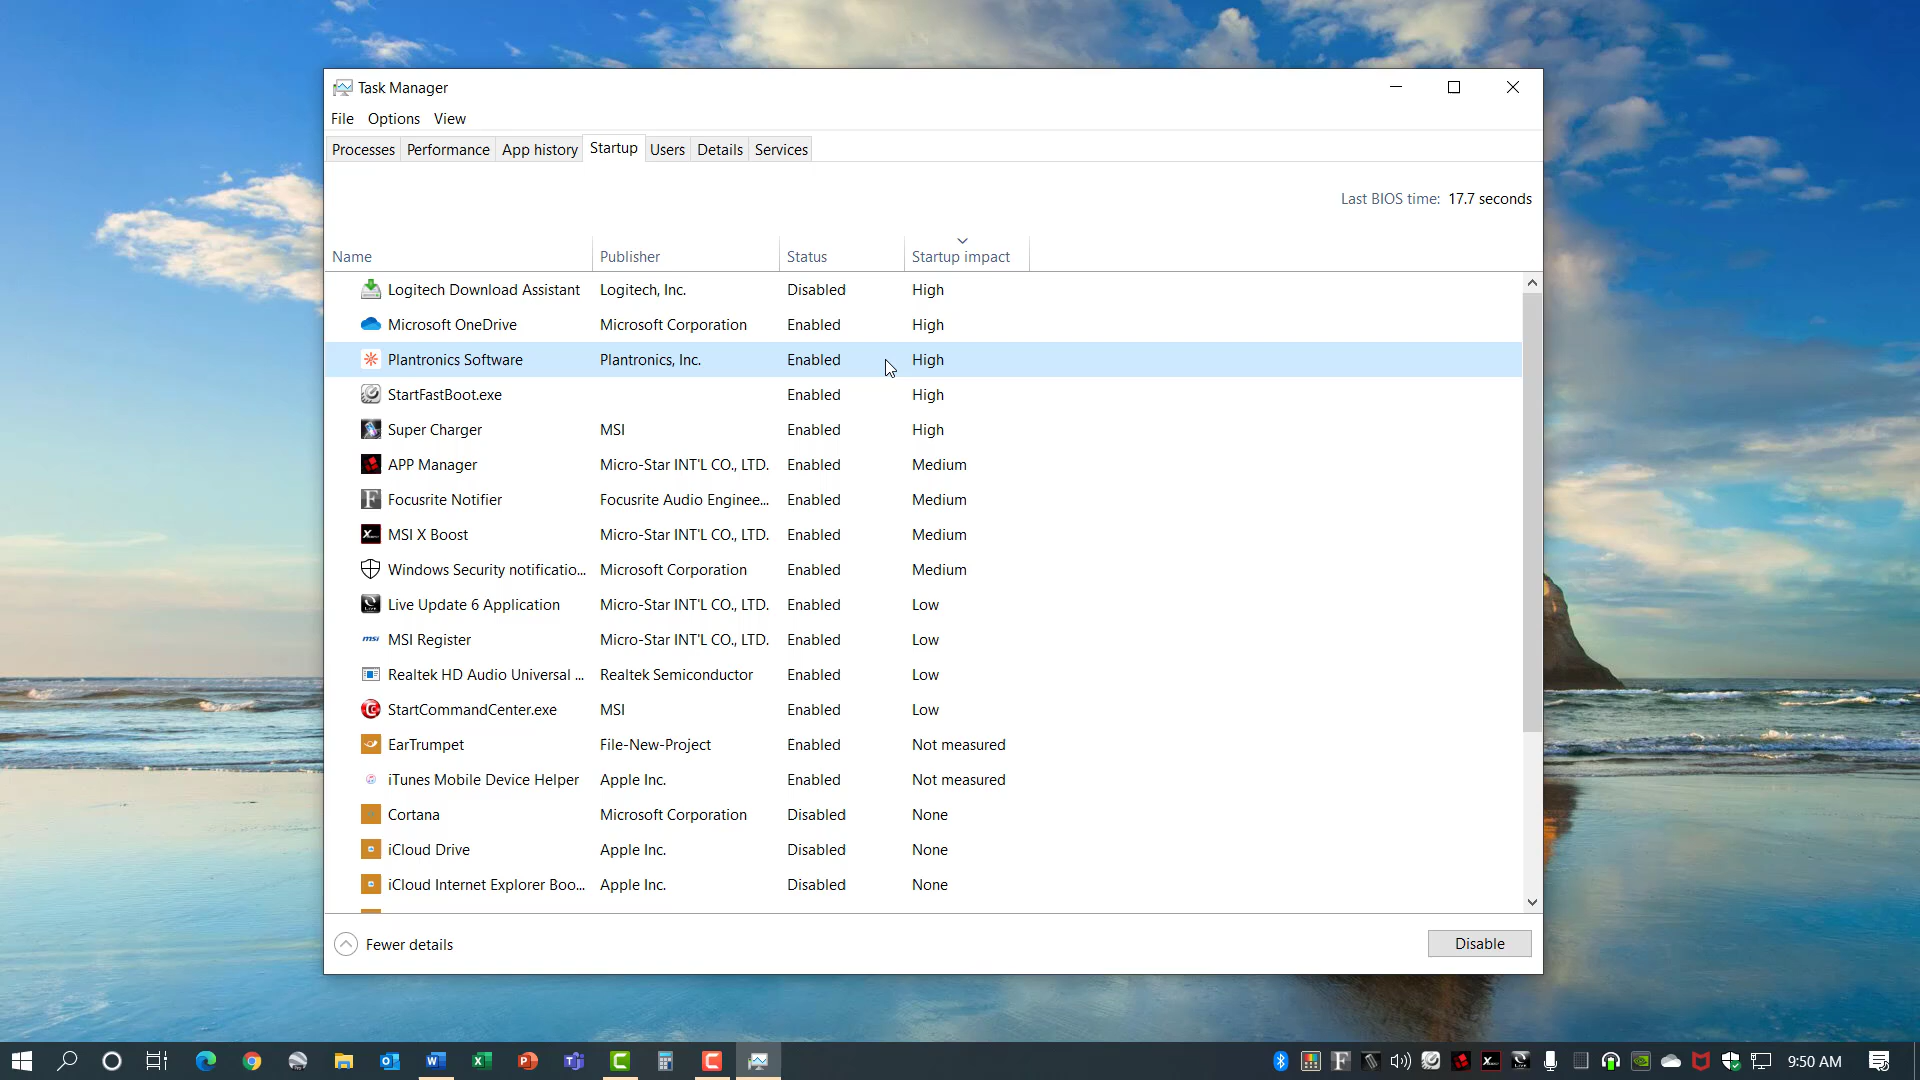 Task Manager
File Options View
Processes Performance App history Startup Users Details Services
Last BIOS time: 17.7 seconds
Name Publisher Status Startup impact
Logitech Download Assistant Logitech, Inc. Disabled High
Microsoft OneDrive Microsoft Corporation Enabled High
Plantronics Software Plantronics, Inc. Enabled High
StartFastBoot.exe Enabled High
Super Charger MSI Enabled High
APP Manager Micro-Star INT'L CO., LTD. Enabled Medium
Focusrite Notifier Focusrite Audio Enginee... Enabled Medium
MSI X Boost Micro-Star INT'L CO., LTD. Enabled Medium
Windows Security notificatio... Microsoft Corporation Enabled Medium
Live Update 6 Application Micro-Star INT'L CO., LTD. Enabled Low
MSI Register Micro-Star INT'L CO., LTD. Enabled Low
Realtek HD Audio Universal ... Realtek Semiconductor Enabled Low
StartCommandCenter.exe MSI Enabled Low
EarTrumpet File-New-Project Enabled Not measured
iTunes Mobile Device Helper Apple Inc. Enabled Not measured
Cortana Microsoft Corporation Disabled None
iCloud Drive Apple Inc. Disabled None
iCloud Internet Explorer Boo... Apple Inc. Disabled None
Fewer details Disable
9:50 AM